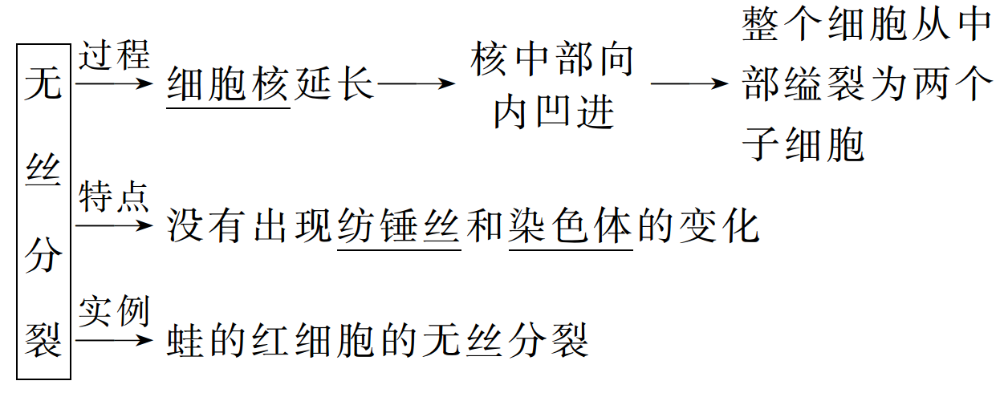 无丝分裂
过程
细胞核延长
核中部向
内凹进
整个细胞从中
部缢裂为两个
子细胞
特点
没有出现纺锤丝和染色体的变化
实例
蛙的红细胞的无丝分裂